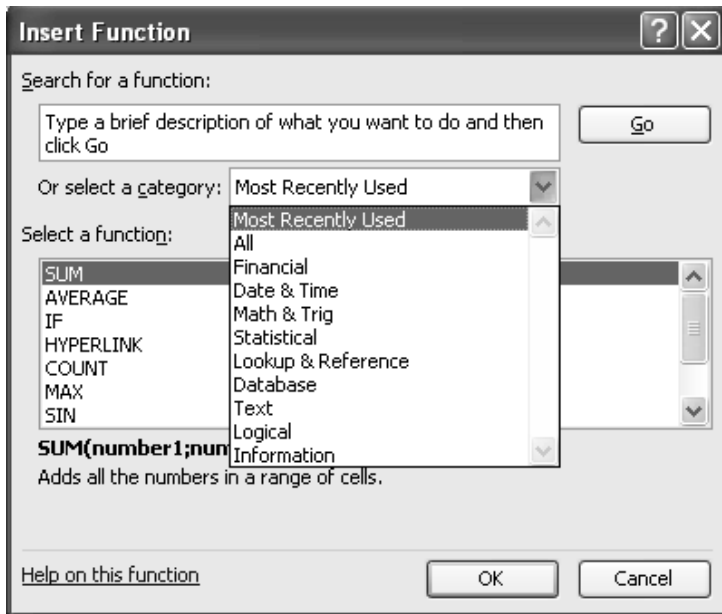 Insert Function
Search for a function:
Type a brief description of what you want to do and then
click Go
Go
Or select a category: Most Recently Used
Most Recently Used
All
Financial
Date & Time
Math & Trig
Statistical
Lookup & Reference
Database
Text
Logical
Information
Select a function:
SUM
AVERAGE
IF
HYPERLINK
COUNT
MAX
SIN
SUM(number1;num
Adds all the numbers in a range of cells.
Help on this function
OK
Cancel